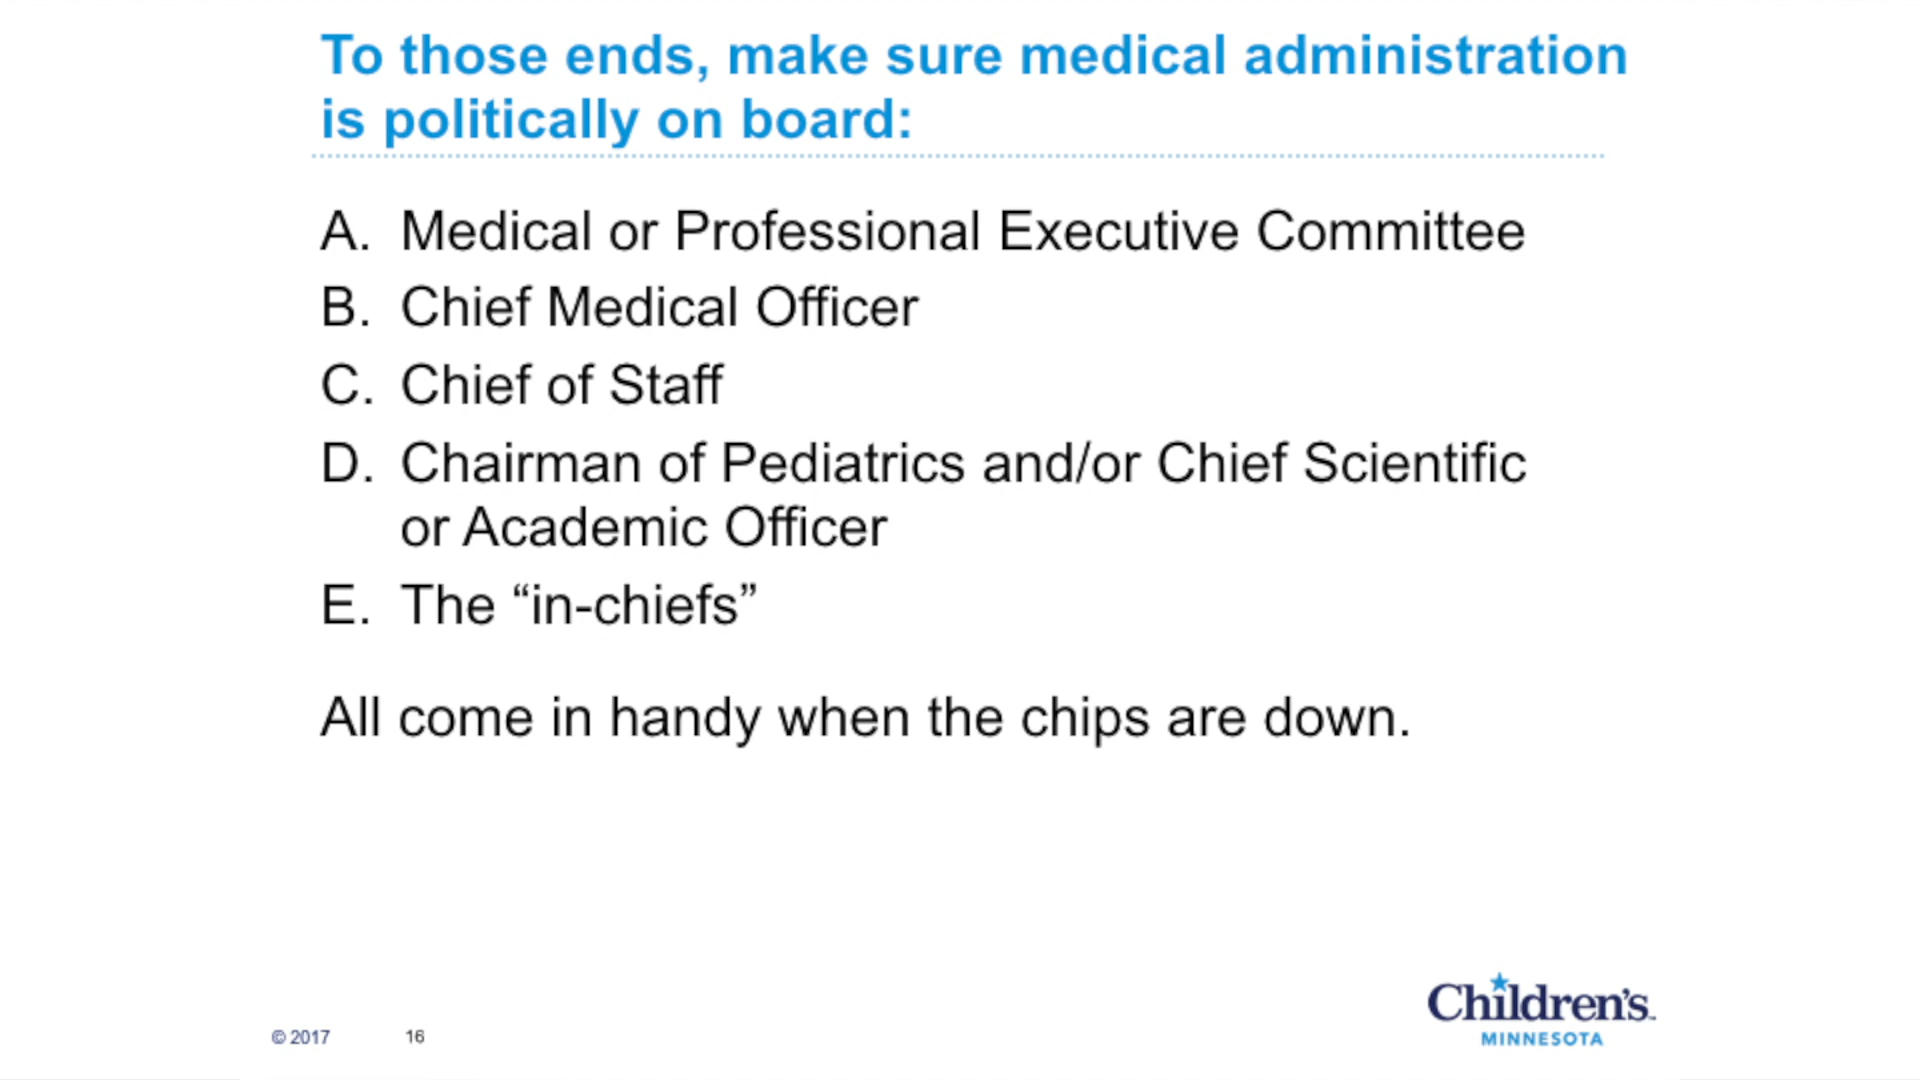 To those ends, make sure medical administration
is politically on board:
A. Medical or Professional Executive Committee
B. Chief Medical Officer
C. Chief of Staff
D. Chairman of Pediatrics and/or Chief Scientific
or Academic Officer
E. The “in-chiefs”
All come in handy when the chips are down.
© 2017 16
Children's
MINNESOTA